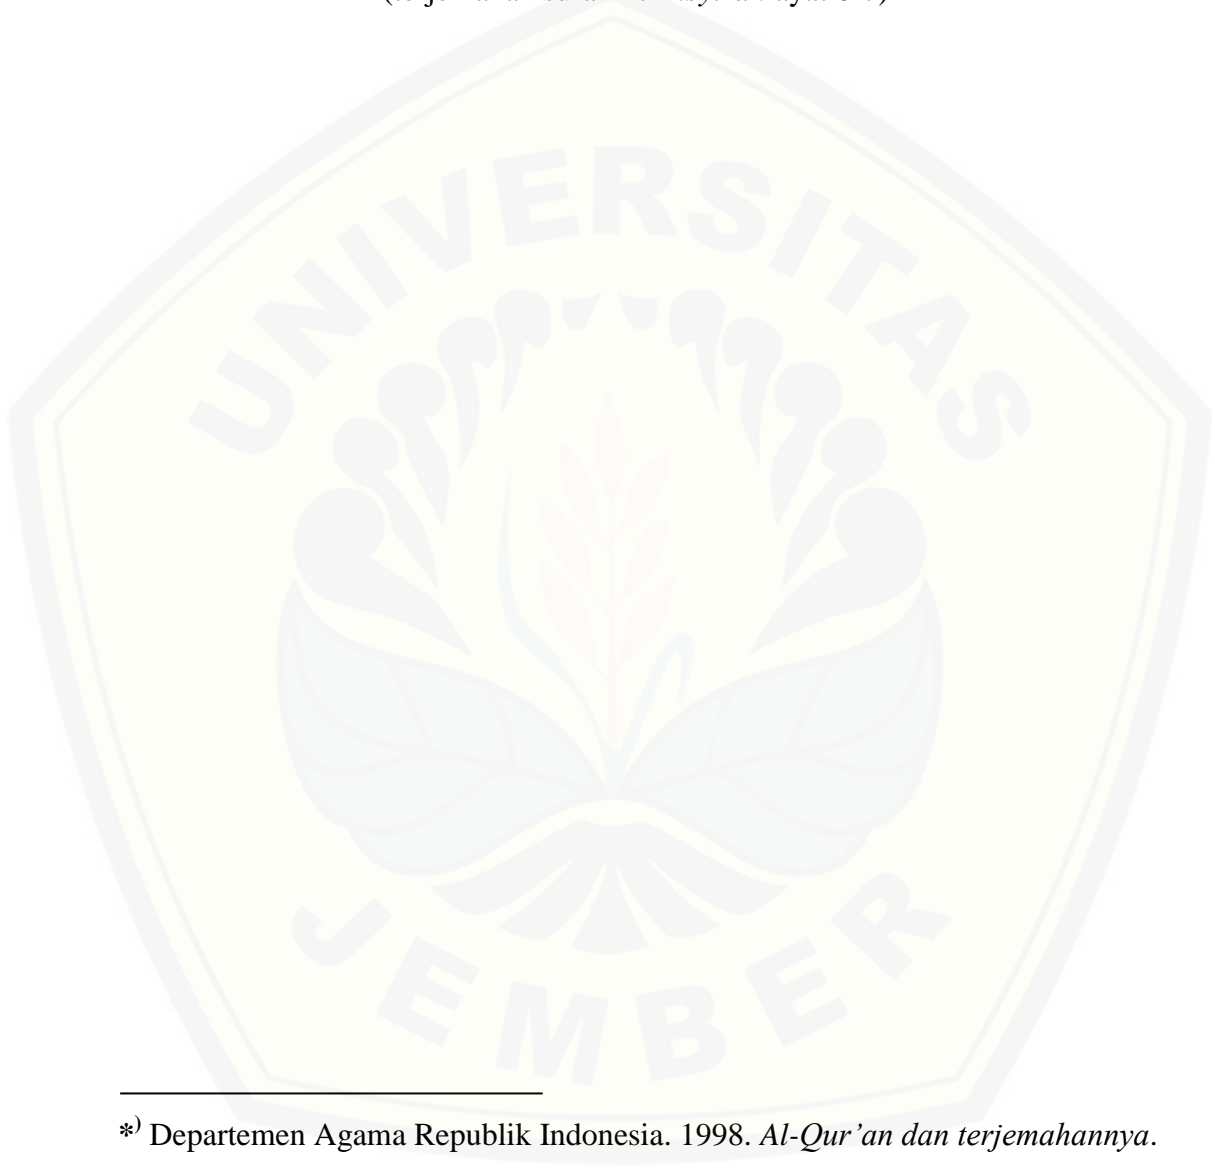 UNIVERSITAS
JEMBER
*) Departemen Agama Republik Indonesia. 1998. Al-Qur’an dan terjemahannya.